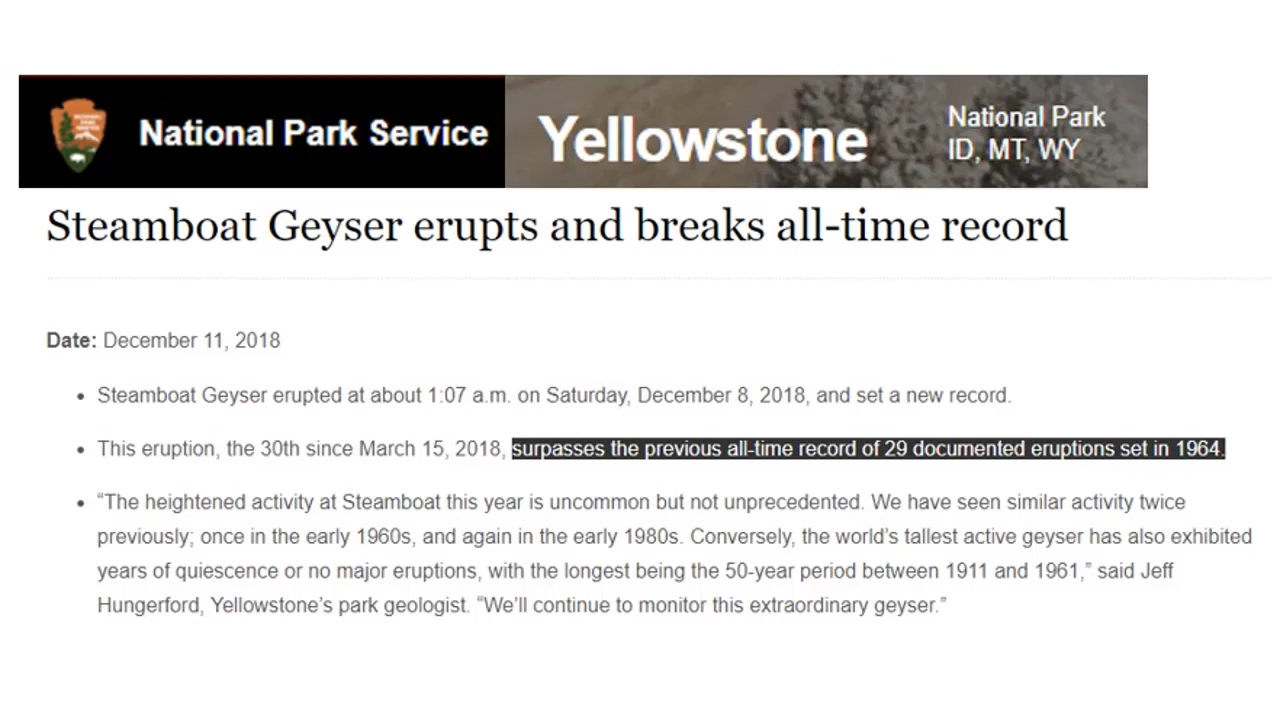 National Park Service
Yellowstone
National Park
ID, MT, WY
Steamboat Geyser erupts and breaks all-time record
Date: December 11, 2018
• Steamboat Geyser erupted at about 1:07 a.m. on Saturday, December 8, 2018, and set a new record.
• This eruption, the 30th since March 15, 2018, surpasses the previous all-time record of 29 documented eruptions set in 1964.
• “The heightened activity at Steamboat this year is uncommon but not unprecedented. We have seen similar activity twice
previously; once in the early 1960s, and again in the early 1980s. Conversely, the world’s tallest active geyser has also exhibited
years of quiescence or no major eruptions, with the longest being the 50-year period between 1911 and 1961,” said Jeff
Hungerford, Yellowstone’s park geologist. “We’ll continue to monitor this extraordinary geyser.”